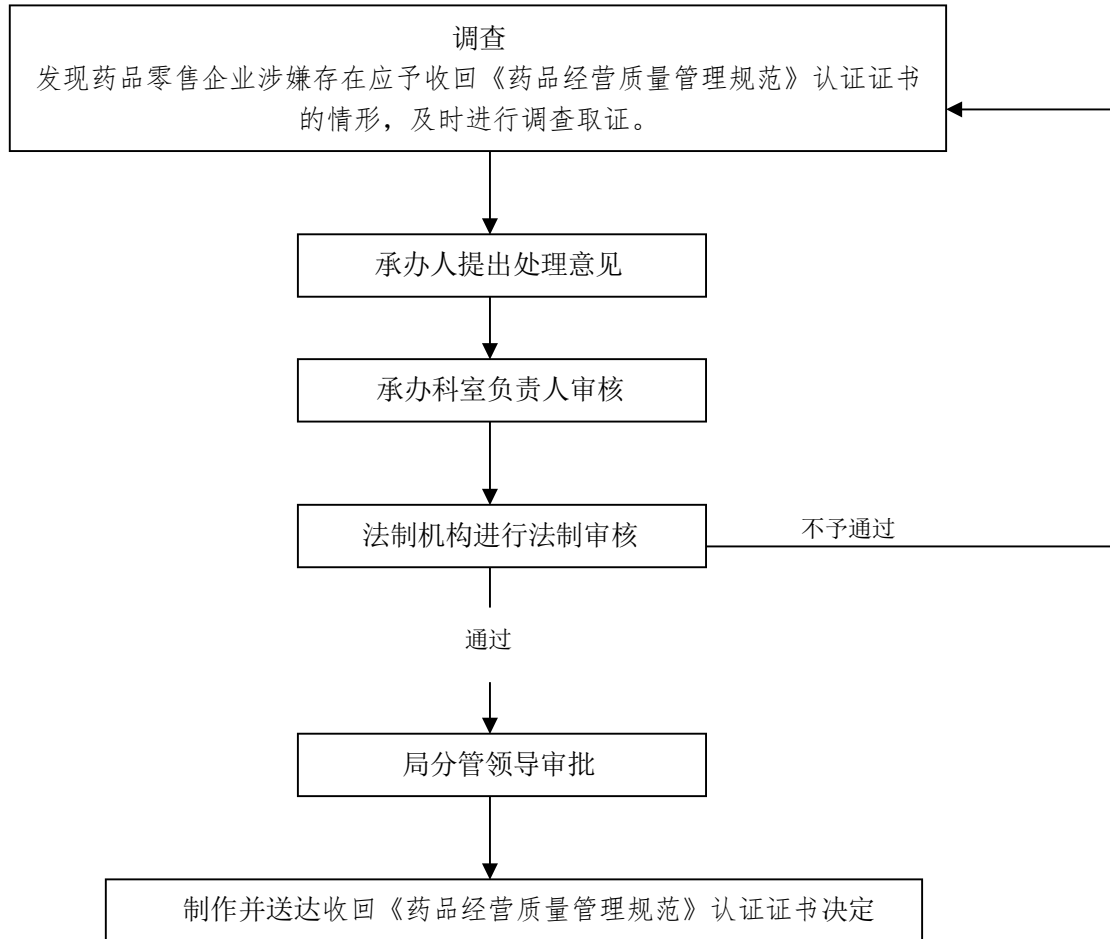 调查
发现药品零售企业涉嫌存在应予收回《药品经营质量管理规范》认证证书
的情形，及时进行调查取证。
承办人提出处理意见
承办科室负责人审核
法制机构进行法制审核
不予通过
通过
局分管领导审批
制作并送达收回《药品经营质量管理规范》认证证书决定